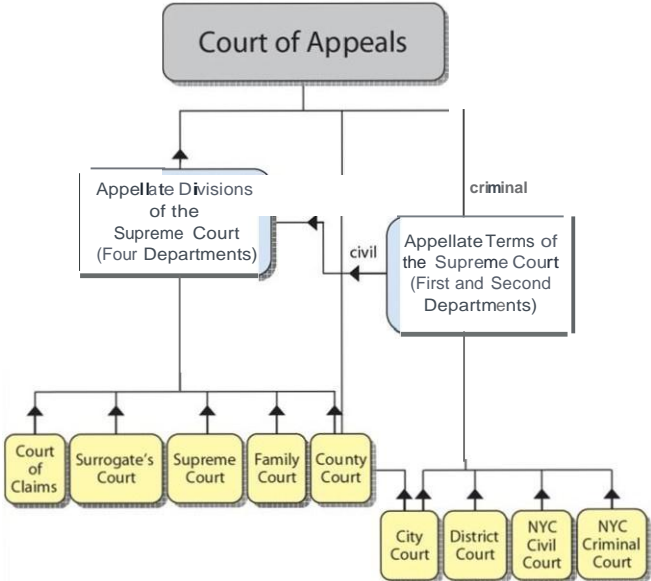 Court of Appeals
criminal
Appellate Divisions
of the
Supreme Court
(Four Departments)
civil
Appellate Terms of
the Supreme Court
(First and Second
Departments)
Court
of
Claims
Surrogate's
Court
Supreme
Court
Family
Court
County
Court
City
Court
District
Court
NYC
Civil
Court
NYC
Criminal
Court